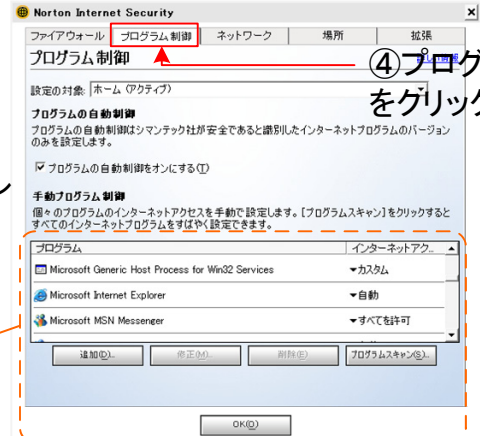 Norton Internet Security
ファイアウォール プログラム制御 ネットワーク 場所 拡張
プログラム制御
④プログ
をクリック
設定の対象: ホーム (アクティブ)
プログラムの自動制御
プログラムの自動制御はシマンテック社が安全であると識別したインターネットプログラムのバージョン
のみを設定します。
プログラムの自動制御をオンにする(T)
手動プログラム制御
個々のプログラムのインターネットアクセスを手動で設定します。[プログラムスキャン]をクリックすると
すべてのインターネットプログラムをすばやく設定できます。
プログラム インターネットアク...
Microsoft Generic Host Process for Win32 Services カスタム
Microsoft Internet Explorer 自動
Microsoft MSN Messenger すべてを許可
追加(D)... 修正(M)... 削除(E) プログラムスキャン(S)...
OK(O)